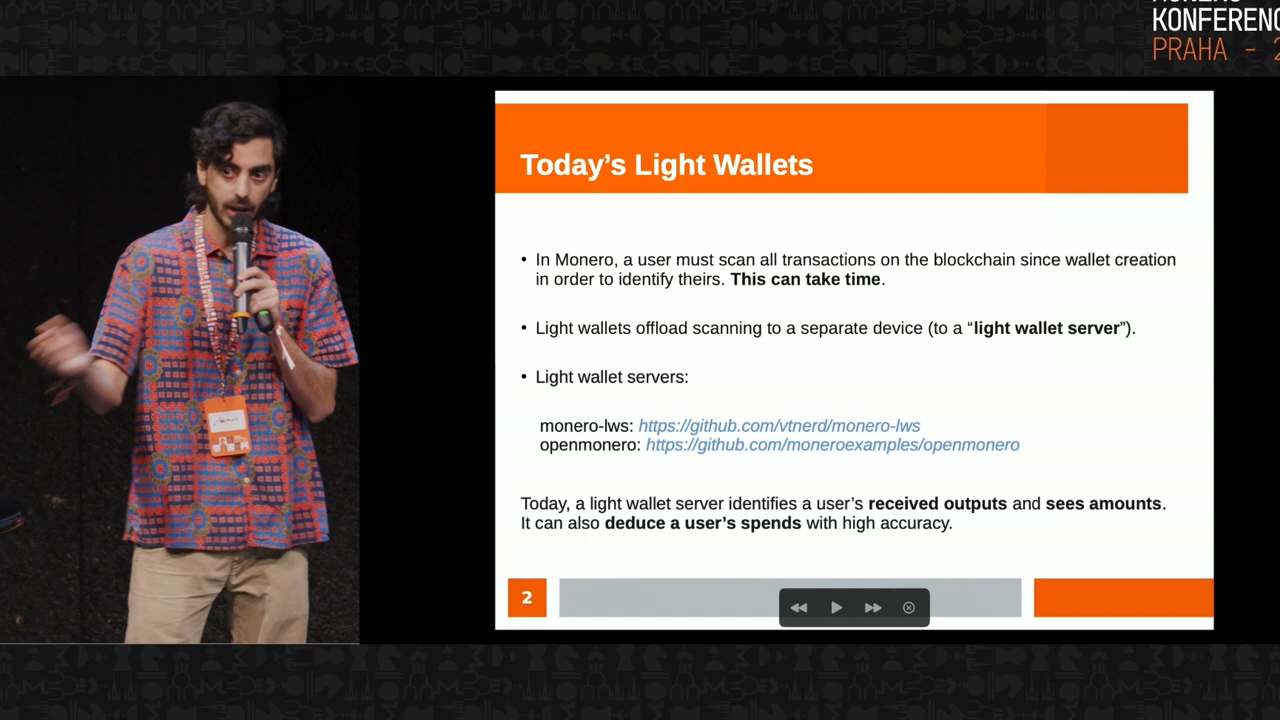 KONFERENC
PRAHA - 2
Today's Light Wallets
• In Monero, a user must scan all transactions on the blockchain since wallet creation
in order to identify theirs. This can take time.
• Light wallets offload scanning to a separate device (to a “light wallet server”).
• Light wallet servers:
monero-lws: https://github.com/vtnerd/monero-lws
openmonero: https://github.com/moneroexamples/openmonero
Today, a light wallet server identifies a user’s received outputs and sees amounts.
It can also deduce a user’s spends with high accuracy.
2